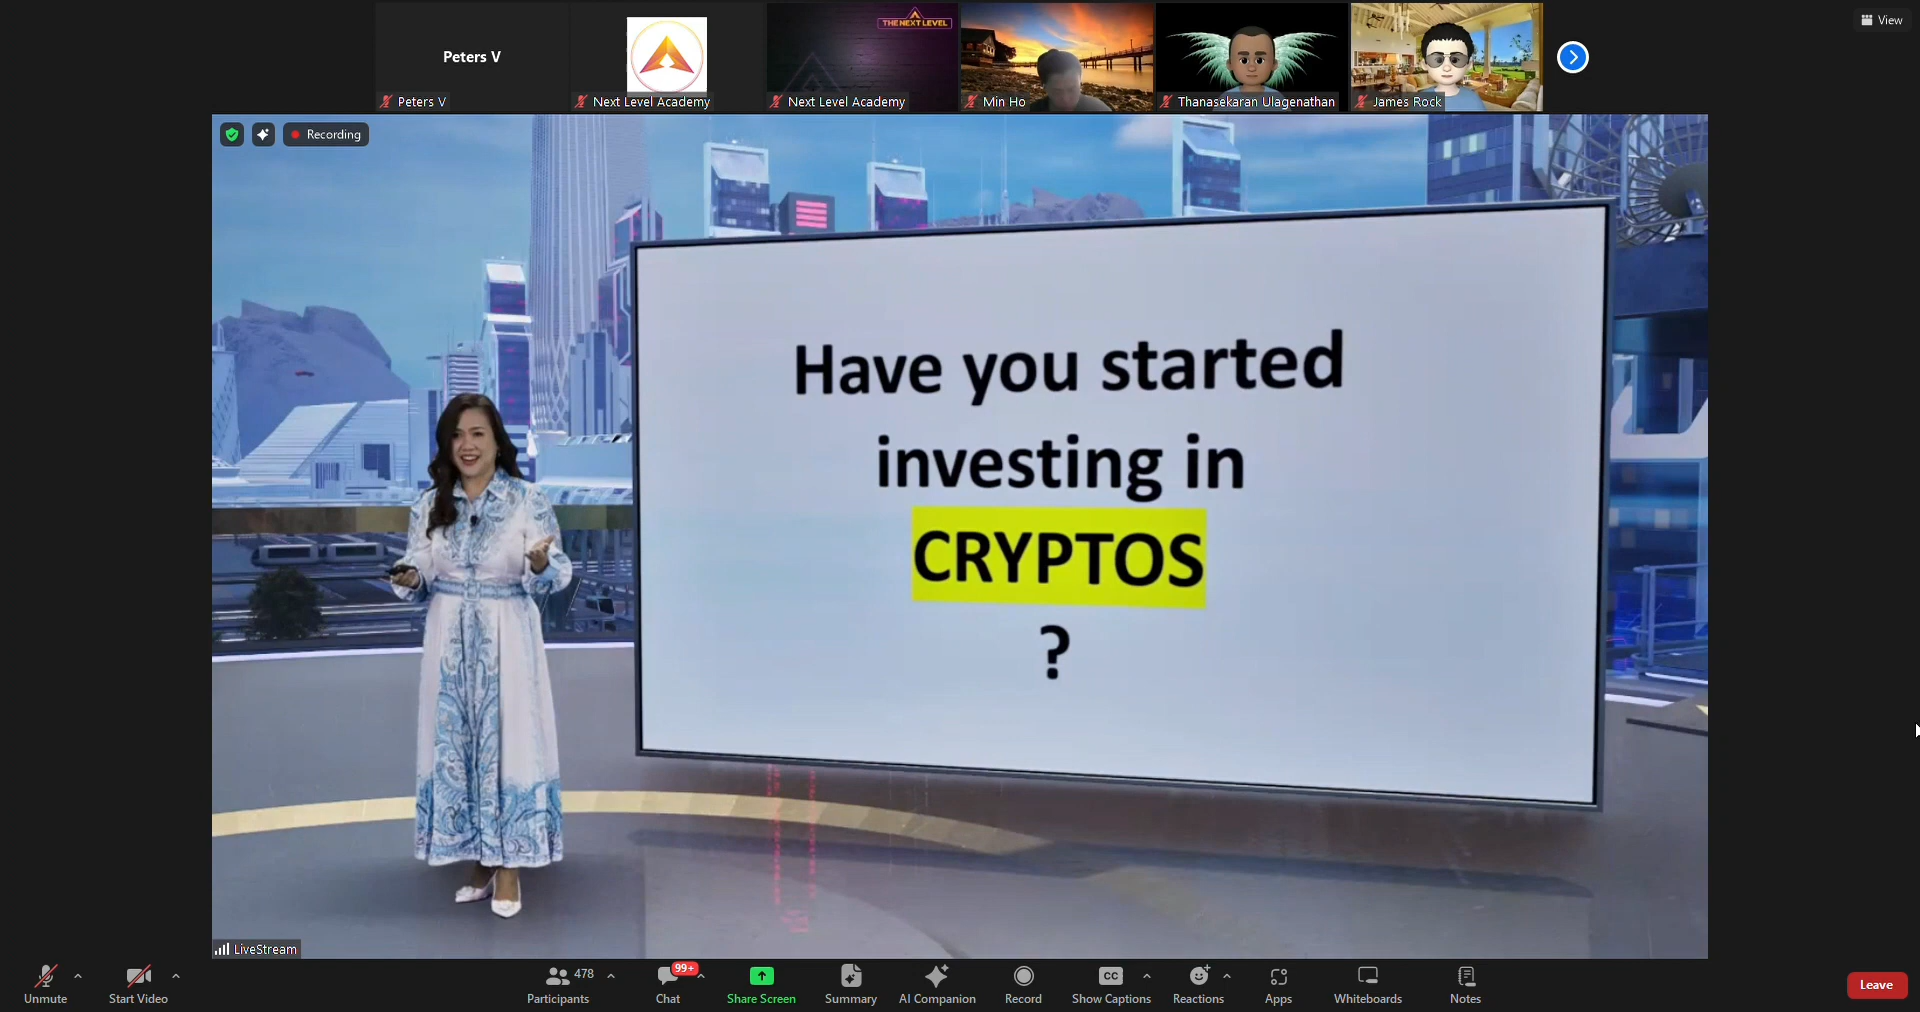 View
Peters V
THE NEXT LEVEL
Peters V
Next Level Academy
Next Level Academy
Min Ho
Thanasekaran Ulagenathan
James Rock
Recording
Have you started
investing in
CRYPTOS
?
LiveStream
Unmute
Start Video
478
Participants
99+
Chat
Share Screen
Summary
AI Companion
Record
CC
Show Captions
Reactions
Apps
Whiteboards
Notes
Leave